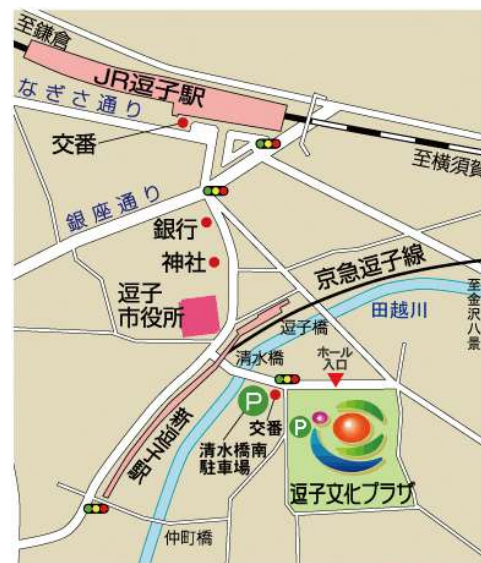 至鎌倉
JR逗子駅
なぎさ通り
交番
至横須賀
銀座通り
銀行
神社
京急逗子線
逗子
市役所
田越川
至金沢八景
逗子橋
清水橋
ホール
入口
P
交番
P
清水橋南
駐車場
新逗子駅
逗子文化プラザ
仲町橋